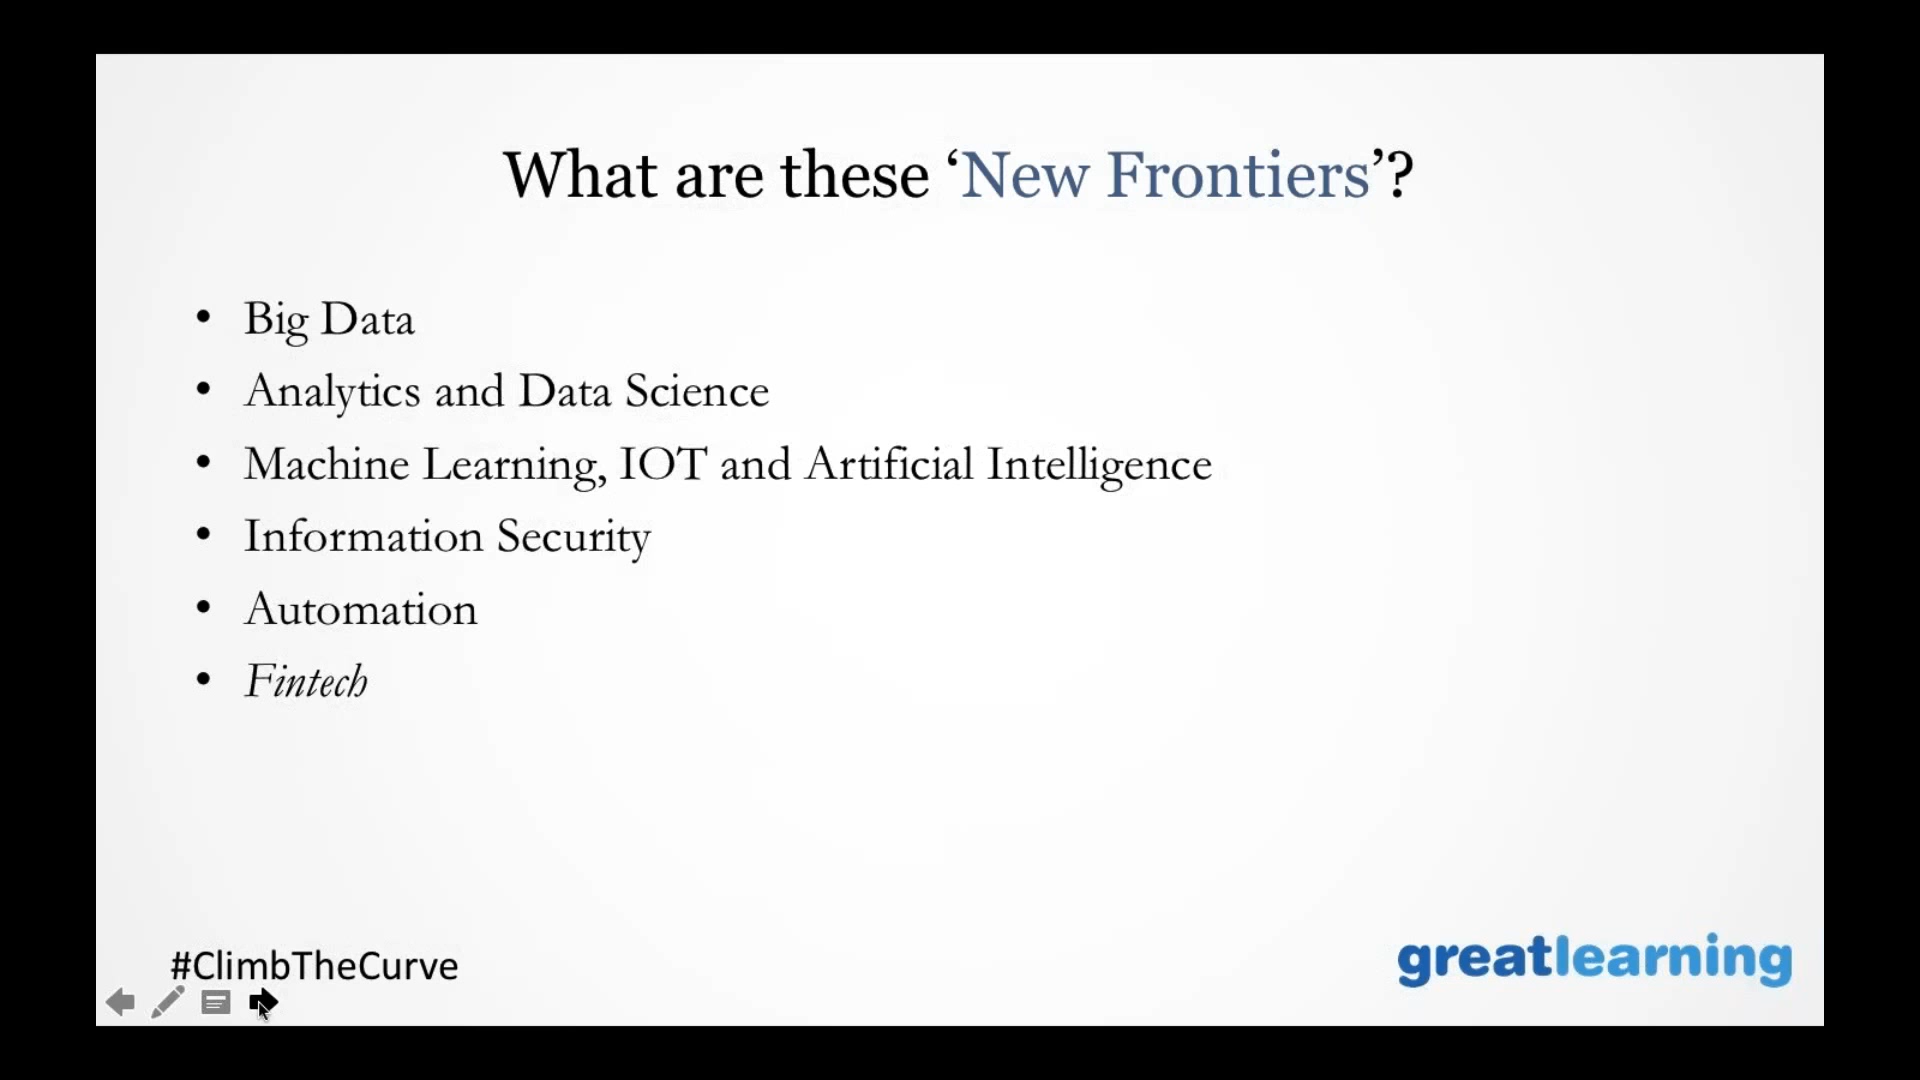 What are these ‘New Frontiers’?
• Big Data
• Analytics and Data Science
• Machine Learning, IOT and Artificial Intelligence
• Information Security
• Automation
• Fintech
#ClimbTheCurve
greatlearning